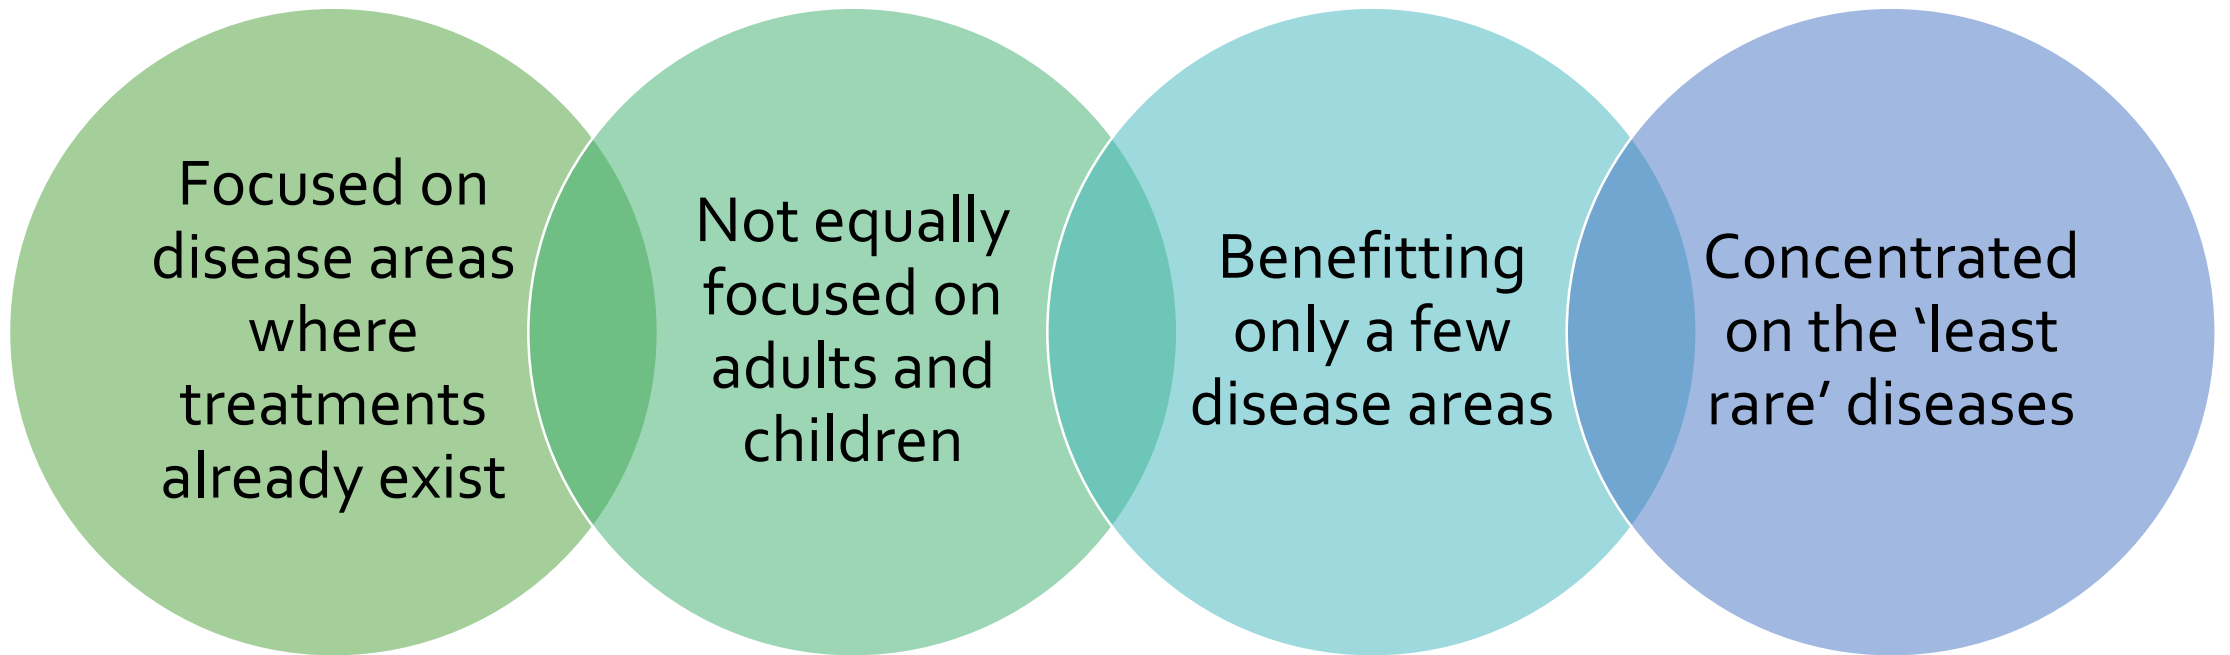 Focused on
disease areas
where
treatments
already exist
Not equally
focused on
adults and
children
Benefitting
only a few
disease areas
Concentrated
on the ‘least
rare’ diseases